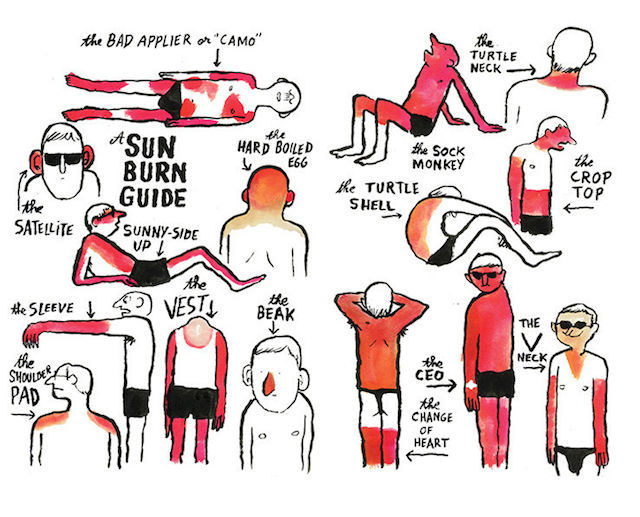 the BAD APPLIER or "CAMO"
A
SUN
BURN
GUIDE
the
HARD BOILED
EGG
the
SATELLITE
SUNNY-SIDE
UP
the SLEEVE
the
VEST
the
BEAK
the
SHOULDER
PAD
the
TURTLE
NECK
the SOCK
MONKEY
the
CROP
TOP
the TURTLE
SHELL
the
CEO
the
CHANGE
OF
HEART
THE
V
NECK